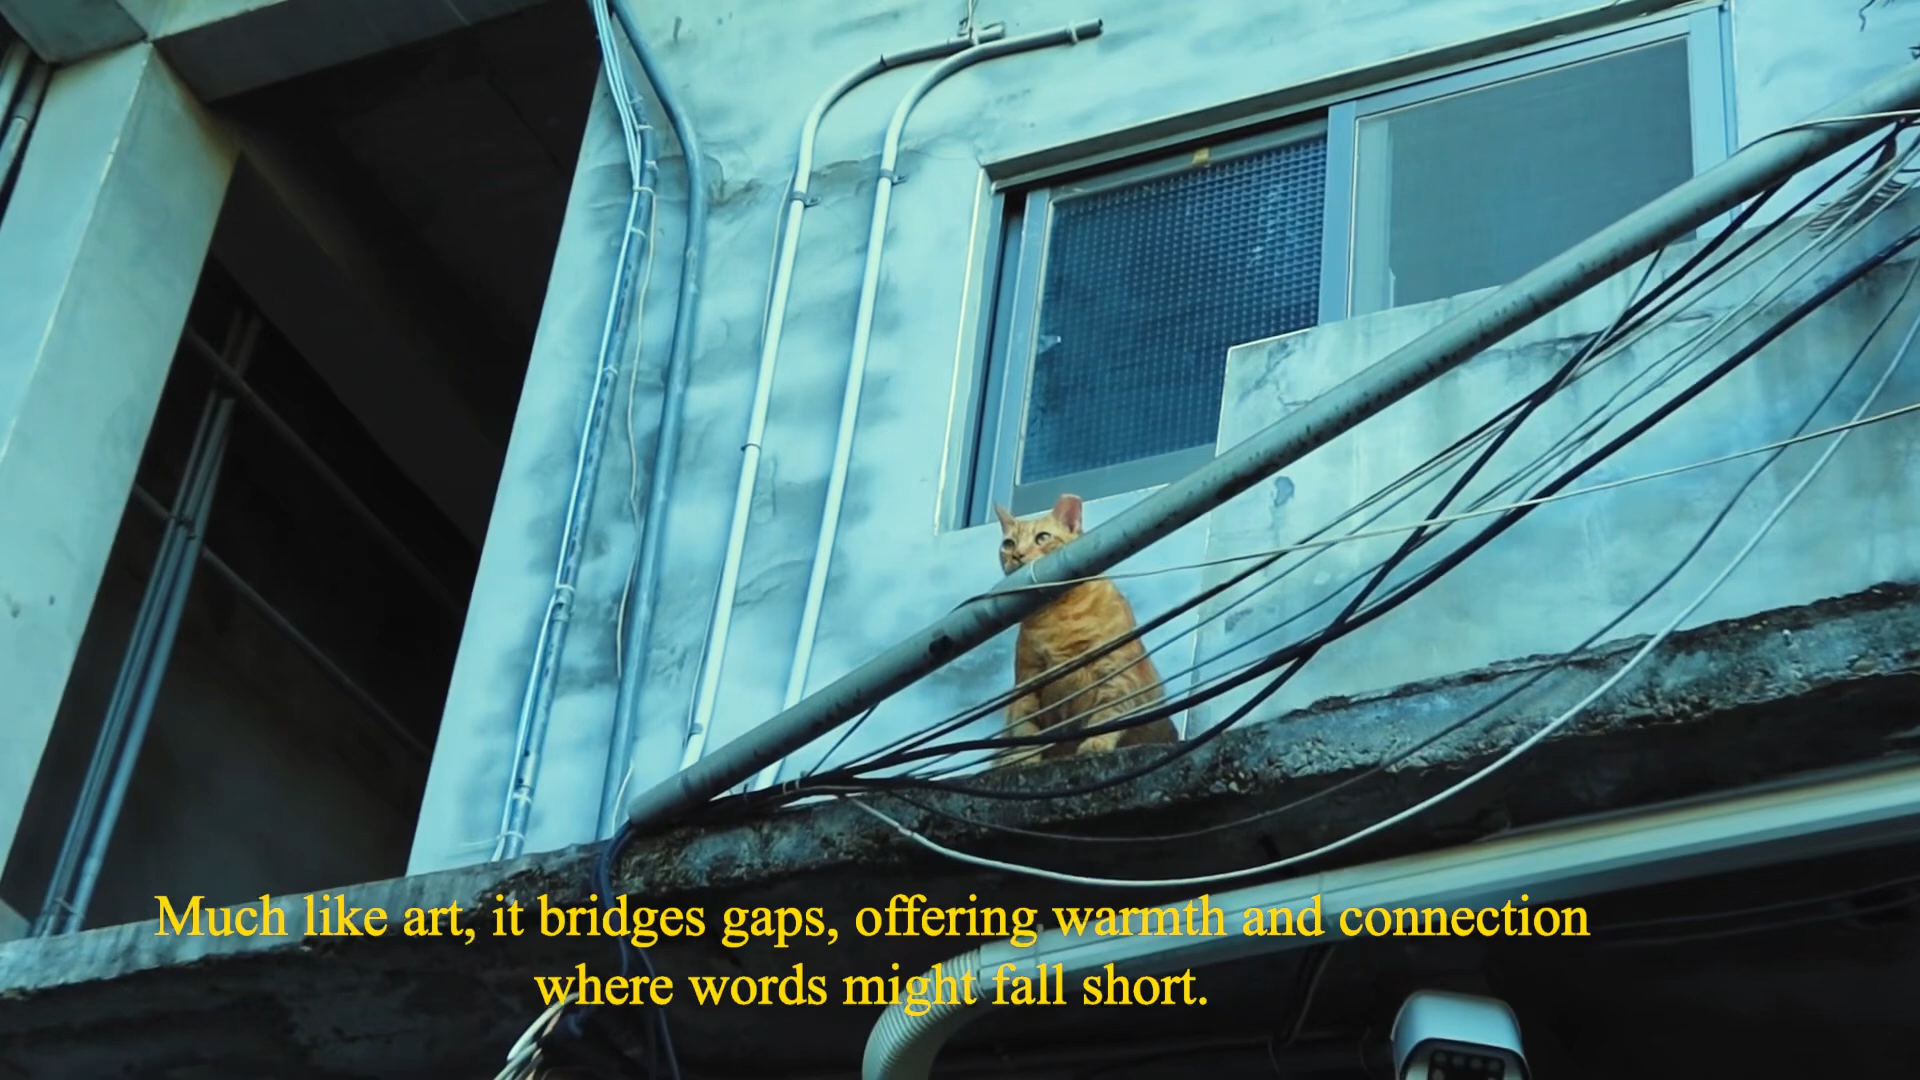 Much like art, it bridges gaps, offering warmth and connection
where words might fall short.